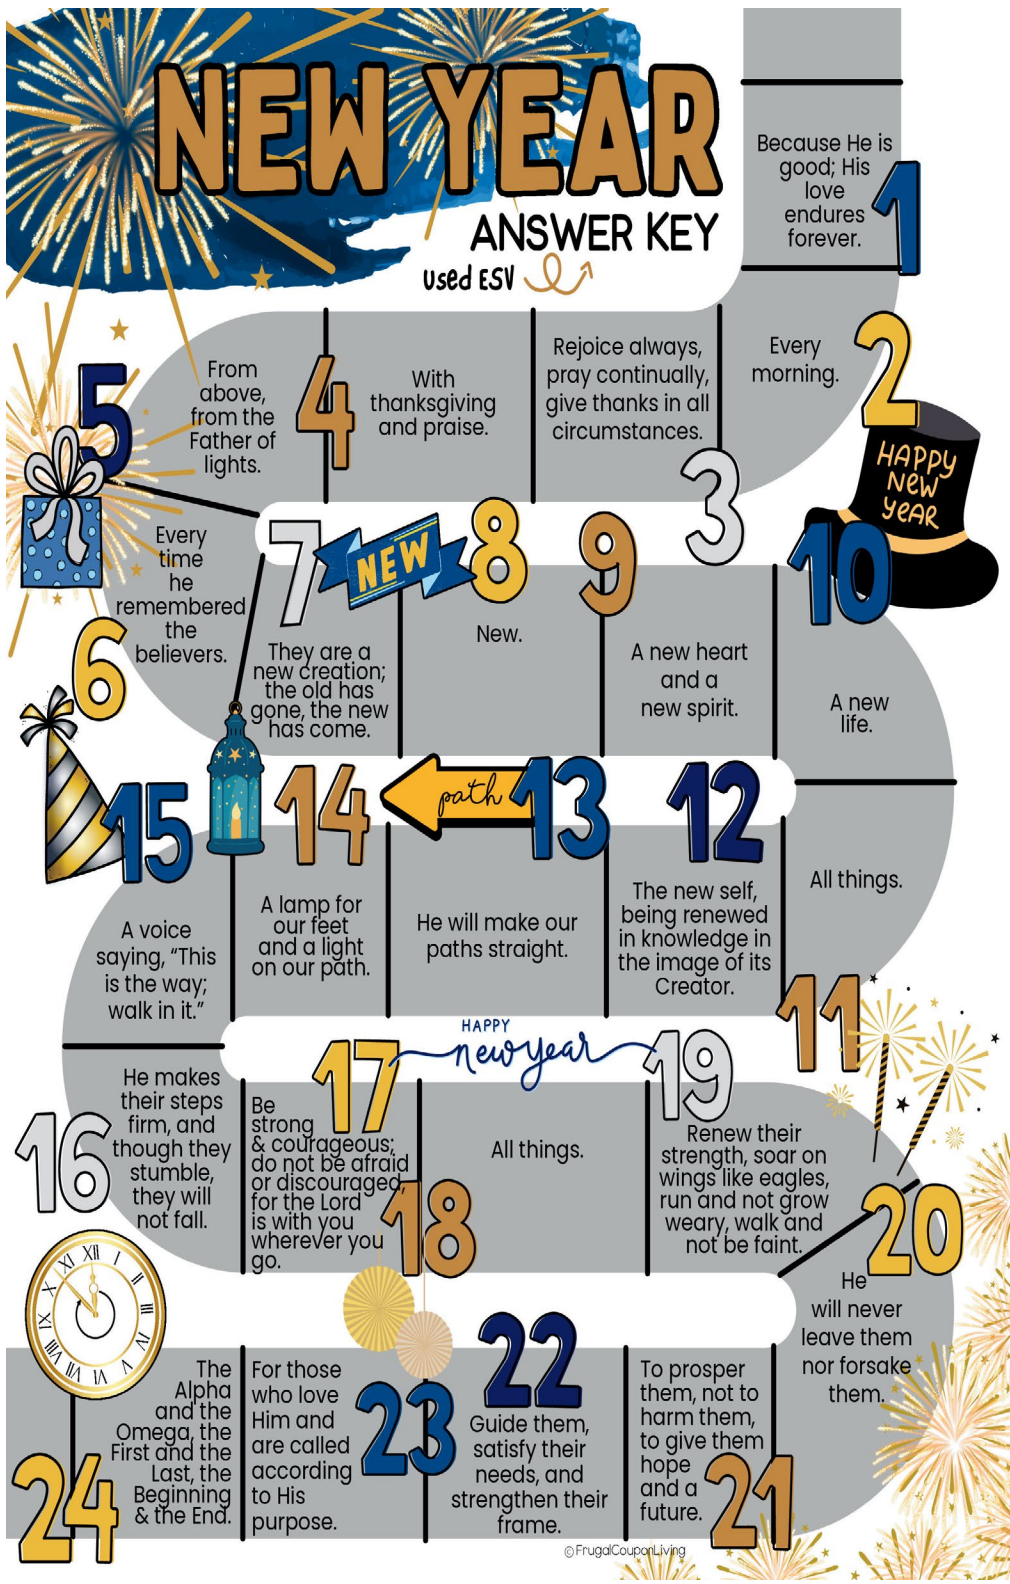 NEW YEAR
ANSWER KEY
used ESV
Because He is
good; His
love
endures
forever.
1
Every
morning.
2
HAPPY
NEW
YEAR
Rejoice always,
pray continually,
give thanks in all
circumstances.
3
With
thanksgiving
and praise.
4
From
above,
from the
Father of
lights.
5
Every
time
he
remembered
the
believers.
6
7
NEW
They are a
new creation;
the old has
gone, the new
has come.
8
New.
9
A new heart
and a
new spirit.
10
A new
life.
All things.
11
12
The new self,
being renewed
in knowledge in
the image of its
Creator.
13
path
He will make our
paths straight.
14
A lamp for
our feet
and a light
on our path.
15
A voice
saying, “This
is the way;
walk in it.”
16
He makes
their steps
firm, and
though they
stumble,
they will
not fall.
17
Be
strong
& courageous;
do not be afraid
or discouraged,
for the Lord
is with you
wherever you
go.
HAPPY
new year
18
All things.
19
Renew their
strength, soar on
wings like eagles,
run and not grow
weary, walk and
not be faint.
20
He
will never
leave them
nor forsake
them.
21
To prosper
them, not to
harm them,
to give them
hope
and a
future.
22
Guide them,
satisfy their
needs, and
strengthen their
frame.
23
For those
who love
Him and
are called
according
to His
purpose.
24
The
Alpha
and the
Omega, the
First and the
Last, the
Beginning
& the End.
XII
I
II
III
IV
V
VI
VII
VIII
IX
X
XI
© FrugalCouponLiving